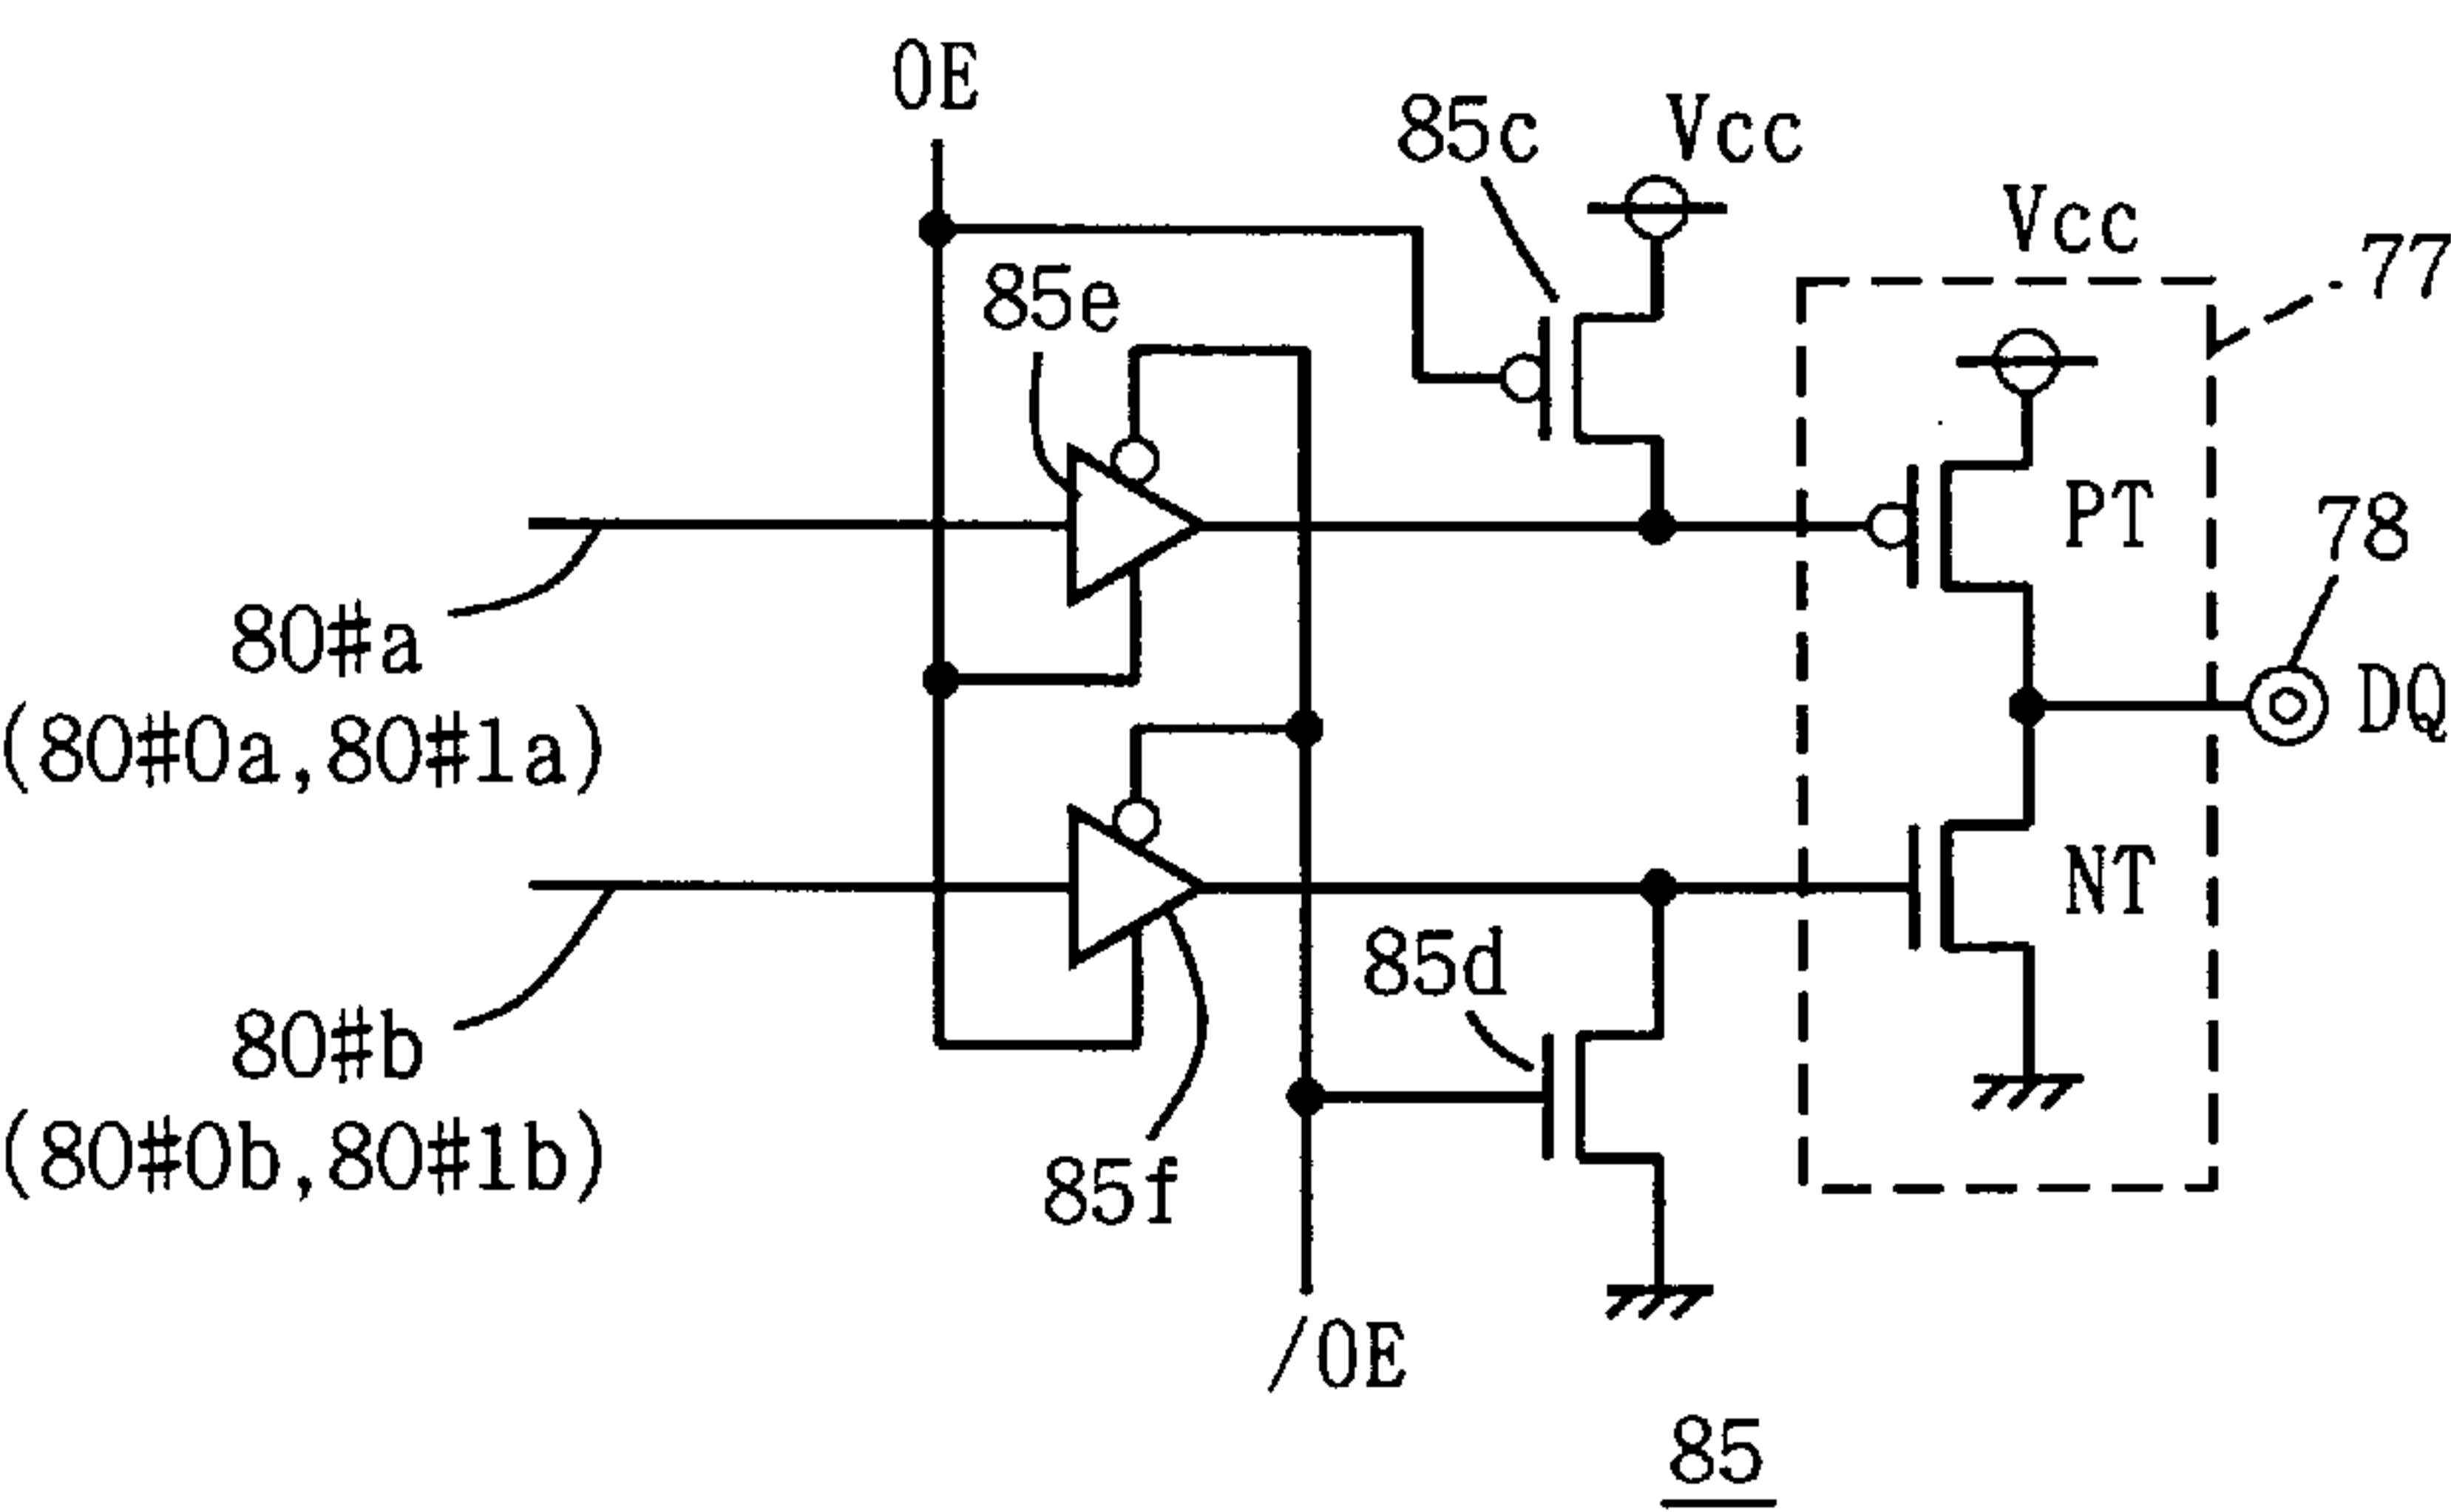 OE
85c
Vcc
Vcc
77
85e
PT
78
80#a
(80#0a,80#1a)
DQ
NT
85d
80#b
(80#0b,80#1b)
85f
/OE
85